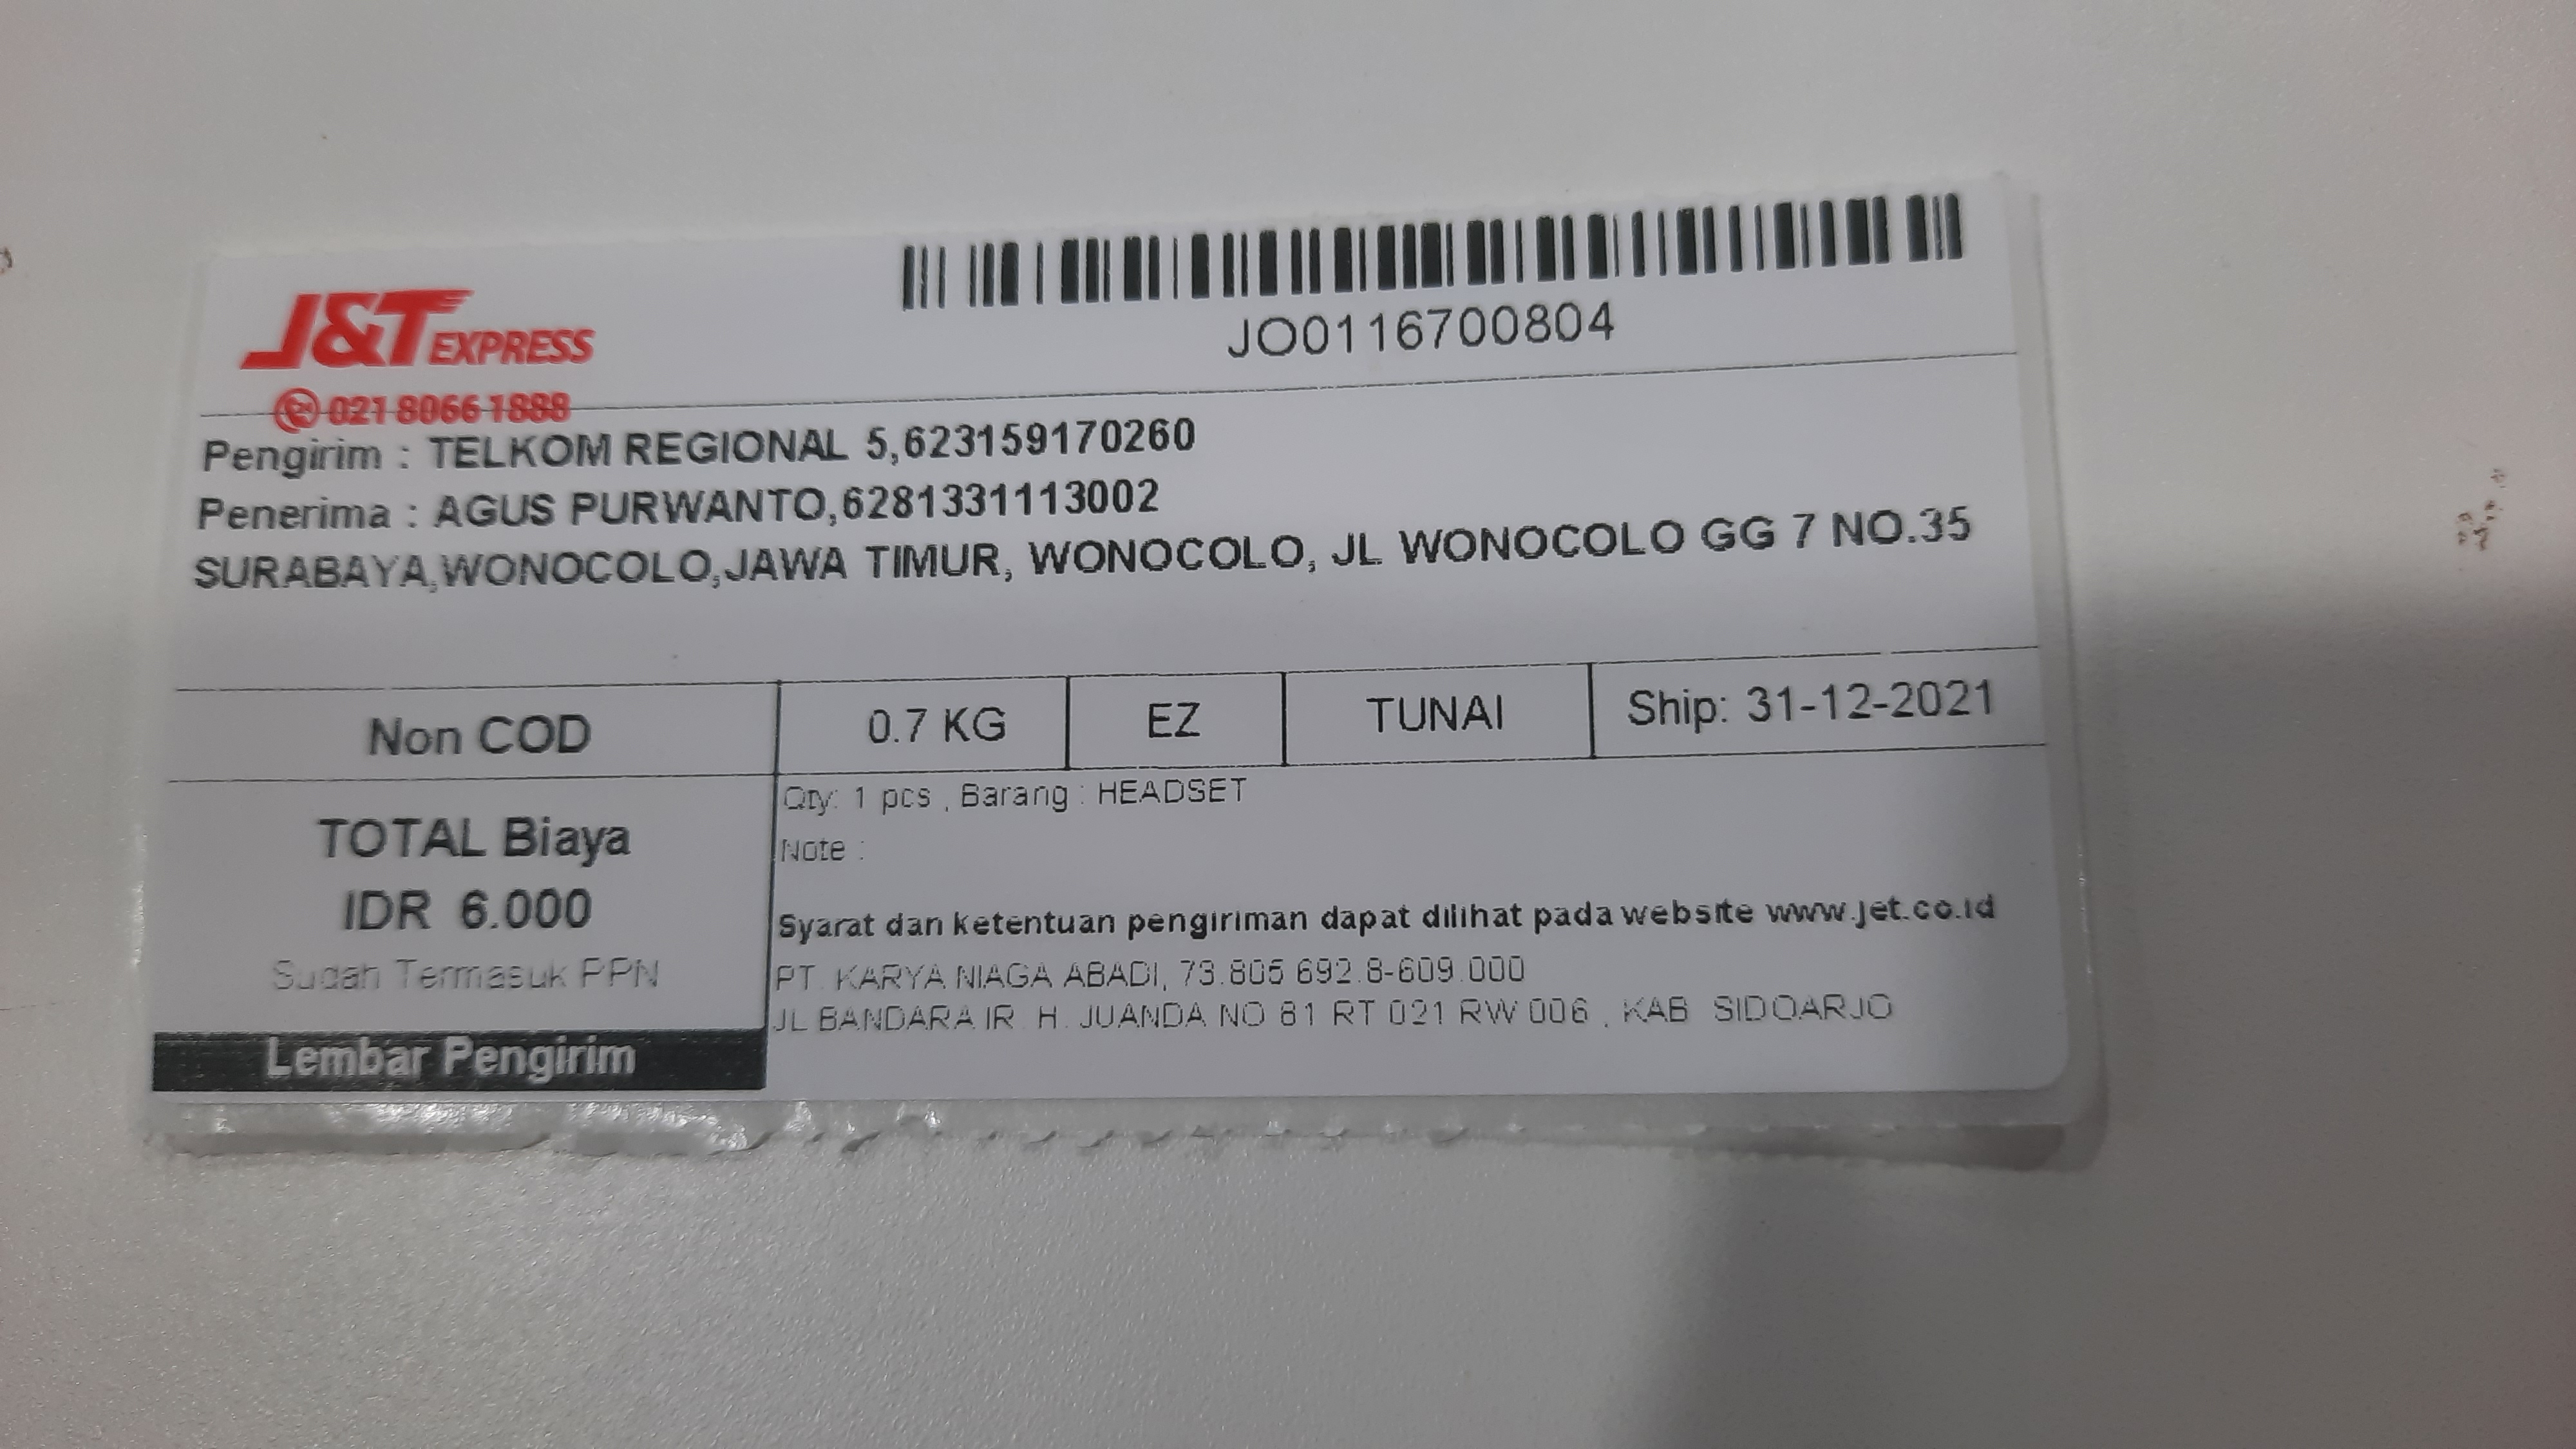 J&T EXPRESS
021-8066-1888
JO0116700804
Pengirim : TELKOM REGIONAL 5,6231591 70260
Penerima : AGUS PURWANTO,6281331113002
SURABAYA,WONOCOLO,JAWA TIMUR, WONOCOLO, JL WONOCOLO GG 7 NO.35
Non COD
0.7 KG
EZ
TUNAI
Ship: 31-12-2021
TOTAL Biaya
IDR 6.000
Sudah Termasuk PPN
Lembar Pengirim
Qty: 1 pcs , Barang : HEADSET
Note :
Syarat dan ketentuan pengiriman dapat dilihat pada website www.jet.co.id
PT. KARYA NIAGA ABADI, 73.805.692.8-609.000
JL BANDARA IR. H. JUANDA NO 81 RT 021 RW 006 , KAB SIDOARJO